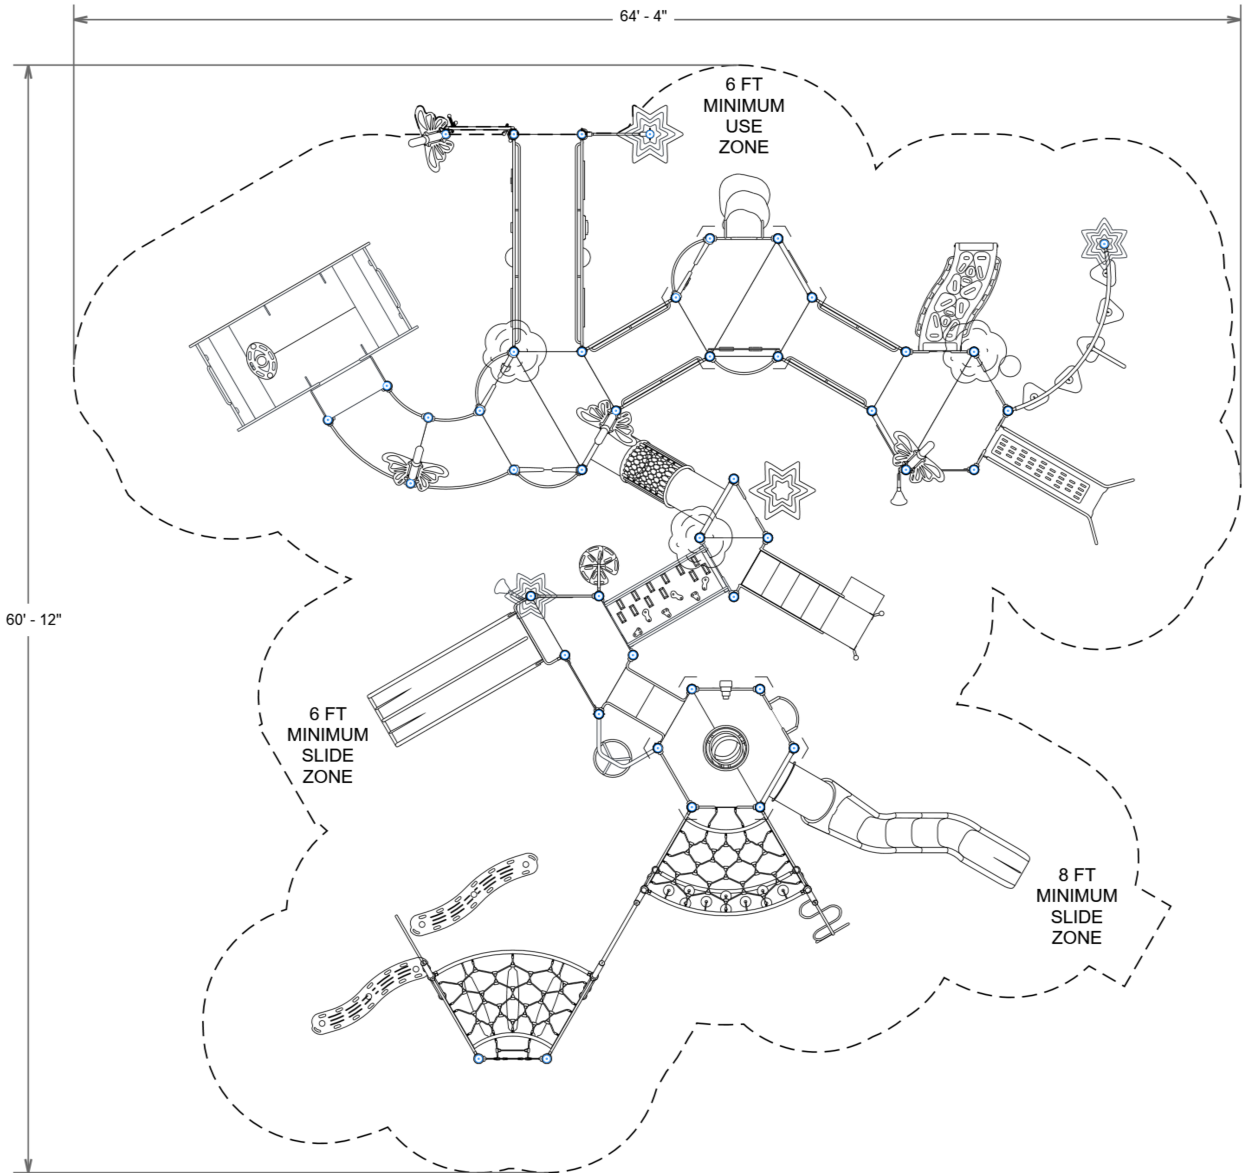 64' - 4"
6 FT
MINIMUM
USE
ZONE
60' - 12"
6 FT
MINIMUM
SLIDE
ZONE
8 FT
MINIMUM
SLIDE
ZONE